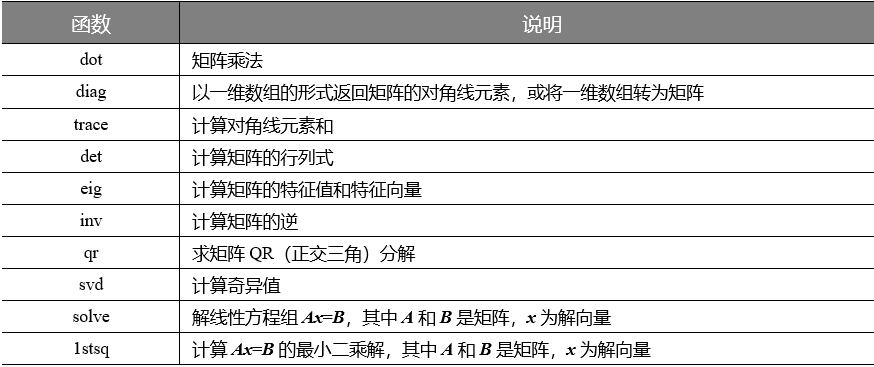 函数 说明
dot 矩阵乘法
diag 以一维数组的形式返回矩阵的对角线元素，或将一维数组转为矩阵
trace 计算对角线元素和
det 计算矩阵的行列式
eig 计算矩阵的特征值和特征向量
inv 计算矩阵的逆
qr 求矩阵 QR（正交三角）分解
svd 计算奇异值
solve 解线性方程组 Ax=B，其中 A 和 B 是矩阵，x 为解向量
1stsq 计算 Ax=B 的最小二乘解，其中 A 和 B 是矩阵，x 为解向量